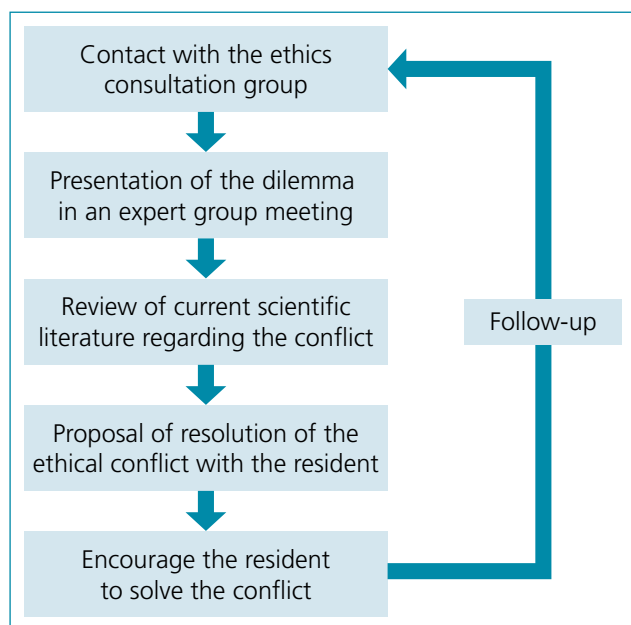 Contact with the ethics
consultation group
Presentation of the dilemma
in an expert group meeting
Review of current scientific
literature regarding the conflict
Follow-up
Proposal of resolution of the
ethical conflict with the resident
Encourage the resident
to solve the conflict